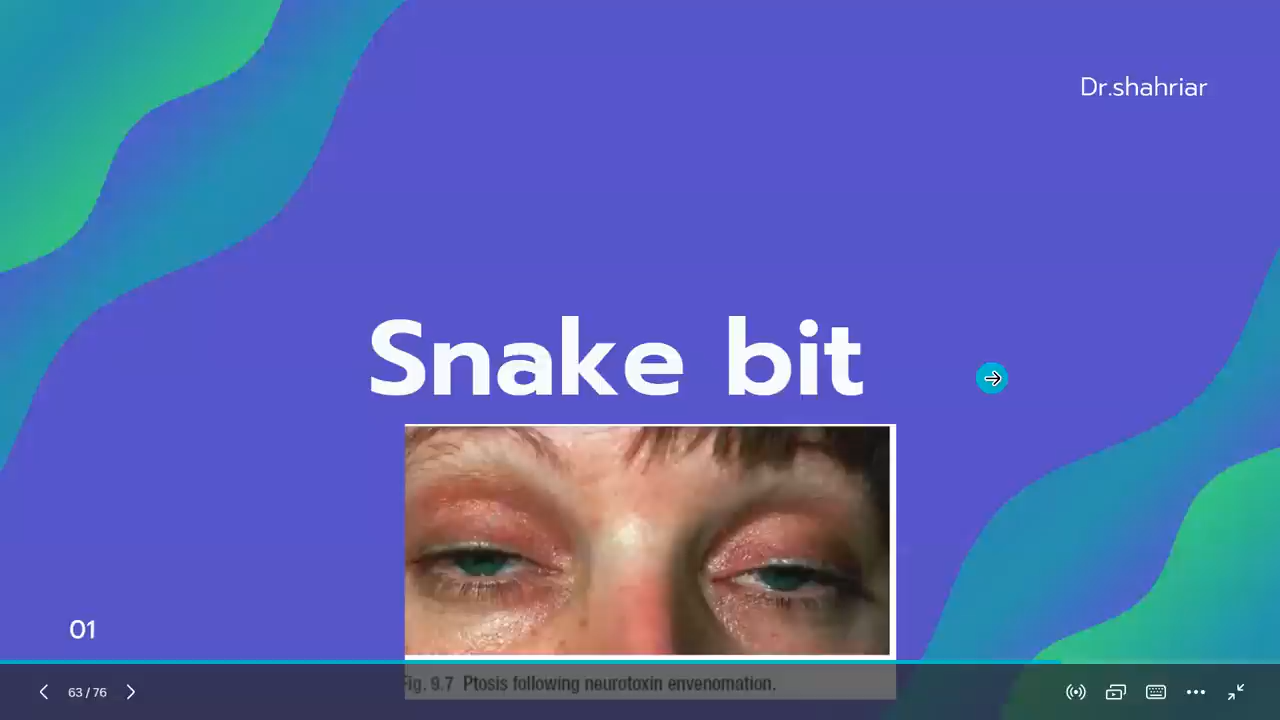 Dr.shahriar
Snake bit
01
Fig. 9.7 Ptosis following neurotoxin envenomation.
63 / 76